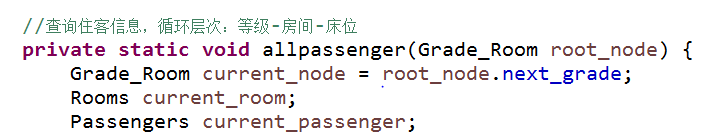 //查询住客信息，循环层次：等级-房间-床位
private static void allpassenger(Grade_Room root_node) {
Grade_Room current_node = root_node.next_grade;
Rooms current_room;
Passengers current_passenger;